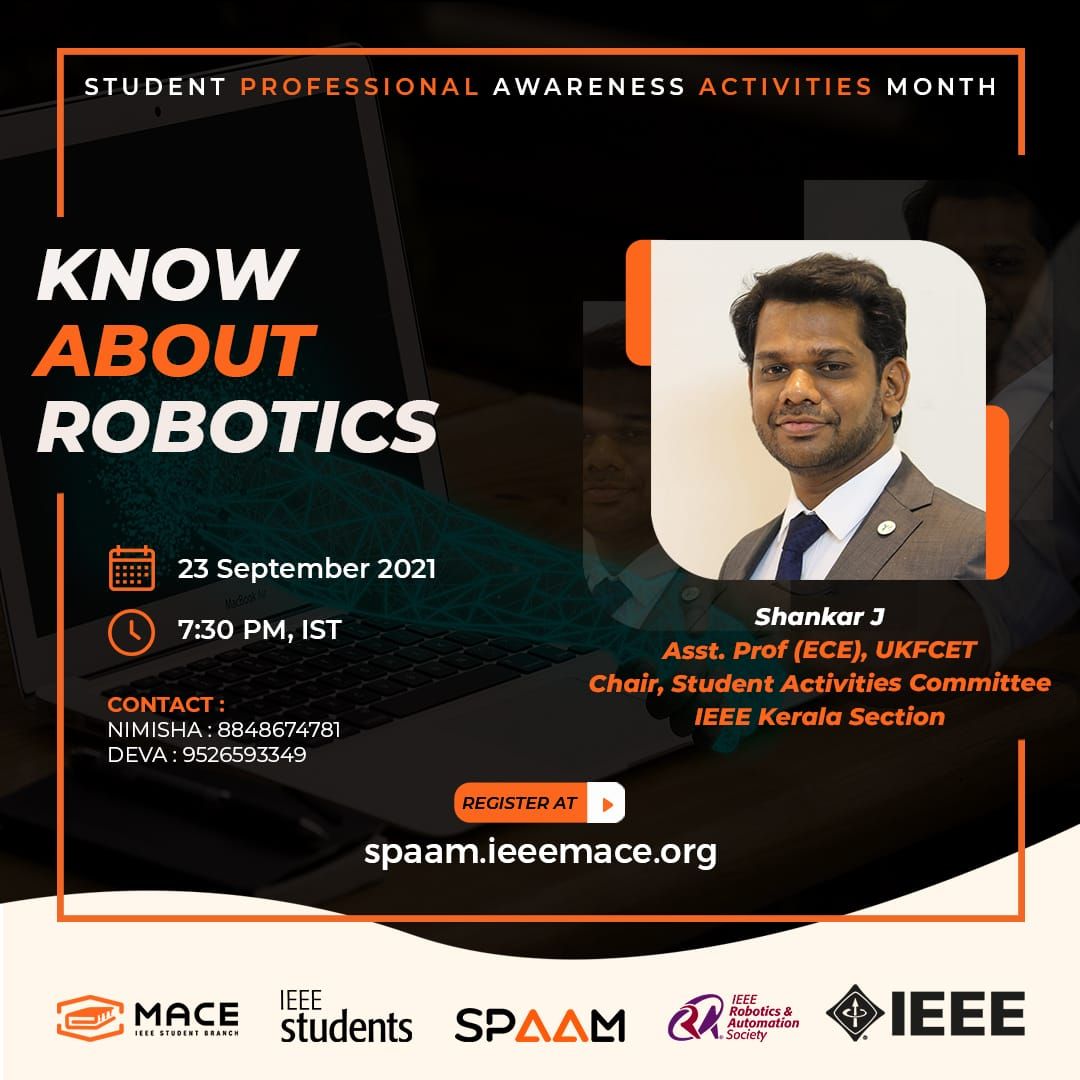 STUDENT PROFESSIONAL AWARENESS ACTIVITIES MONTH
KNOW
ABOUT
ROBOTICS
23 September 2021
7:30 PM, IST
CONTACT :
NIMISHA : 8848674781
DEVA : 9526593349
Shankar J
Asst. Prof (ECE), UKFCET
Chair, Student Activities Committee
IEEE Kerala Section
REGISTER AT
spaam.ieeemace.org
MacBook Air
MACE
IEEE STUDENT BRANCH
IEEE
students
SPAAM
IEEE
Robotics &
Automation
Society
IEEE